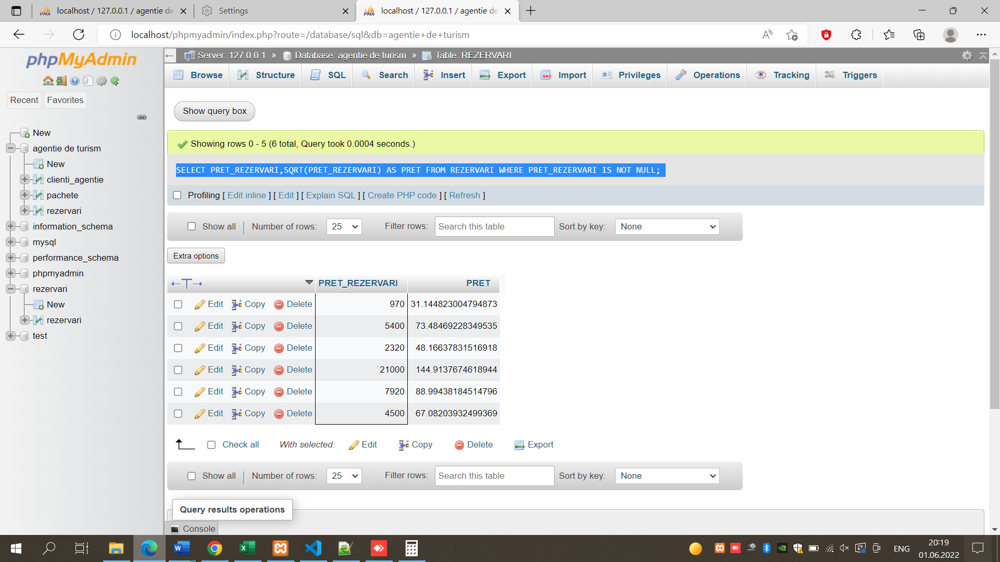 localhost / 127.0.0.1 / agentie de
Settings
localhost / 127.0.0.1 / agentie de
localhost/phpmyadmin/index.php?route=/database/sql&db=agentie+de+turism
phpMyAdmin
Recent Favorites
New
agentie de turism
New
clienti_agentie
pachete
rezervari
information_schema
mysql
performance_schema
phpmyadmin
rezervari
New
rezervari
test
Server: 127.0.0.1 » Database: agentie de turism » Table: REZERVARI
Browse Structure SQL Search Insert Export Import Privileges Operations Tracking Triggers
Show query box
Showing rows 0 - 5 (6 total, Query took 0.0004 seconds.)
SELECT PRET_REZERVARI,SQRT(PRET_REZERVARI) AS PRET FROM REZERVARI WHERE PRET_REZERVARI IS NOT NULL;
Profiling [ Edit inline ] [ Edit ] [ Explain SQL ] [ Create PHP code ] [ Refresh ]
Show all Number of rows: 25 Filter rows: Search this table Sort by key: None
Extra options
PRET_REZERVARI PRET
Edit Copy Delete 970 31.144823004794873
Edit Copy Delete 5400 73.48469228349535
Edit Copy Delete 2320 48.16637831516918
Edit Copy Delete 21000 144.9137674618944
Edit Copy Delete 7920 88.99438184514796
Edit Copy Delete 4500 67.08203932499369
Check all With selected: Edit Copy Delete Export
Show all Number of rows: 25 Filter rows: Search this table Sort by key: None
Query results operations
Console
ENG
20:19
01.06.2022